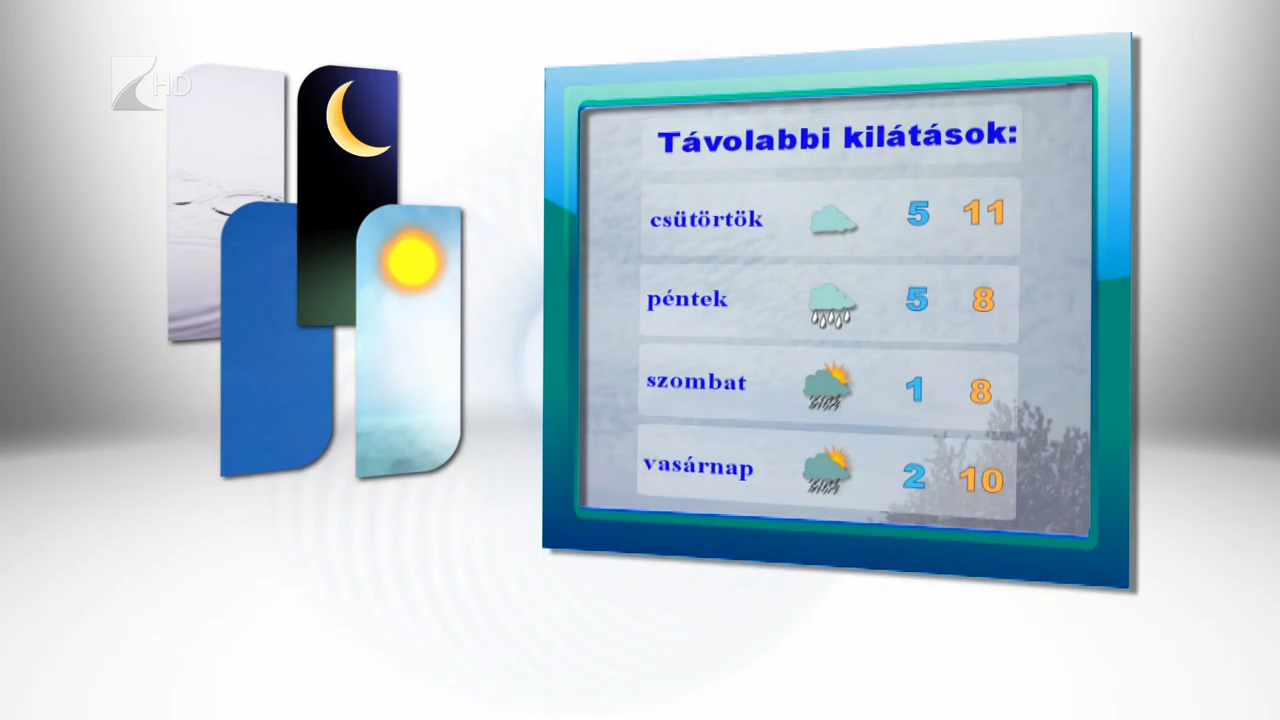 HD
Távolabbi kilátások:
csütörtök 5 11
péntek 5 8
szombat 1 8
vasárnap 2 10